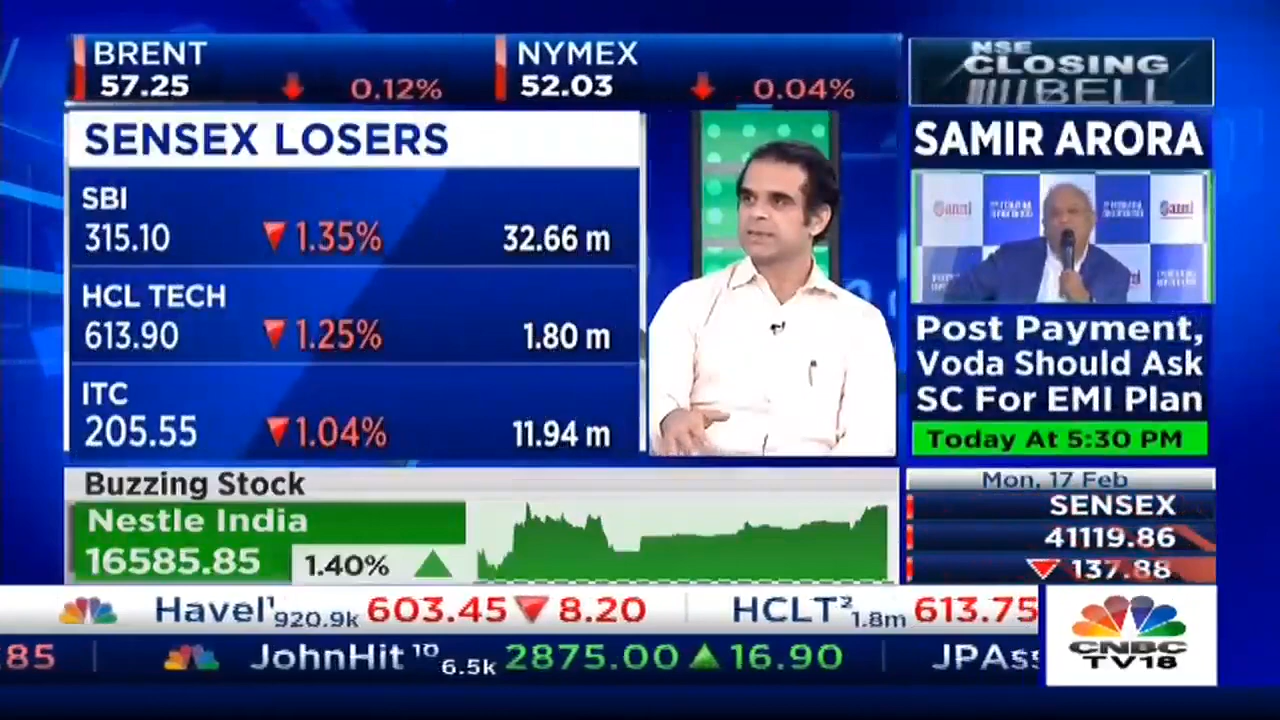 BRENT
57.25 0.12%
NYMEX
52.03 0.04%
NSE
CLOSING
BELL
SENSEX LOSERS
SBI
315.10 ▼ 1.35% 32.66 m
HCL TECH
613.90 ▼ 1.25% 1.80 m
ITC
205.55 ▼ 1.04% 11.94 m
SAMIR ARORA
Post Payment,
Voda Should Ask
SC For EMI Plan
Today At 5:30 PM
Buzzing Stock
Nestle India
16585.85 1.40% ▲
Mon, 17 Feb
SENSEX
41119.86
▼ 137.88
Havel¹ 920.9k 603.45 ▼ 8.20 HCLT² 1.8m 613.75
.85 JohnHit ¹⁰ 6.5k 2875.00 ▲ 16.90 JPAss
CNBC
TV18